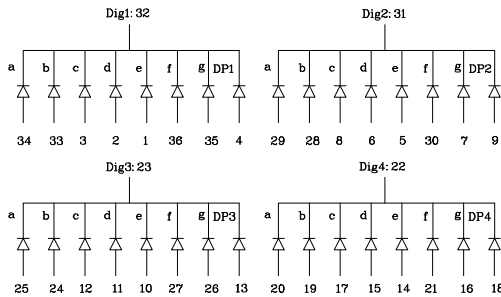 Dig1: 32 Dig2: 31
a b c d e f g DP1 a b c d e f g DP2
34 33 3 2 1 36 35 4 29 28 8 6 5 30 7 9
Dig3: 23 Dig4: 22
a b c d e f g DP3 a b c d e f g DP4
25 24 12 11 10 27 26 13 20 19 17 15 14 21 16 18